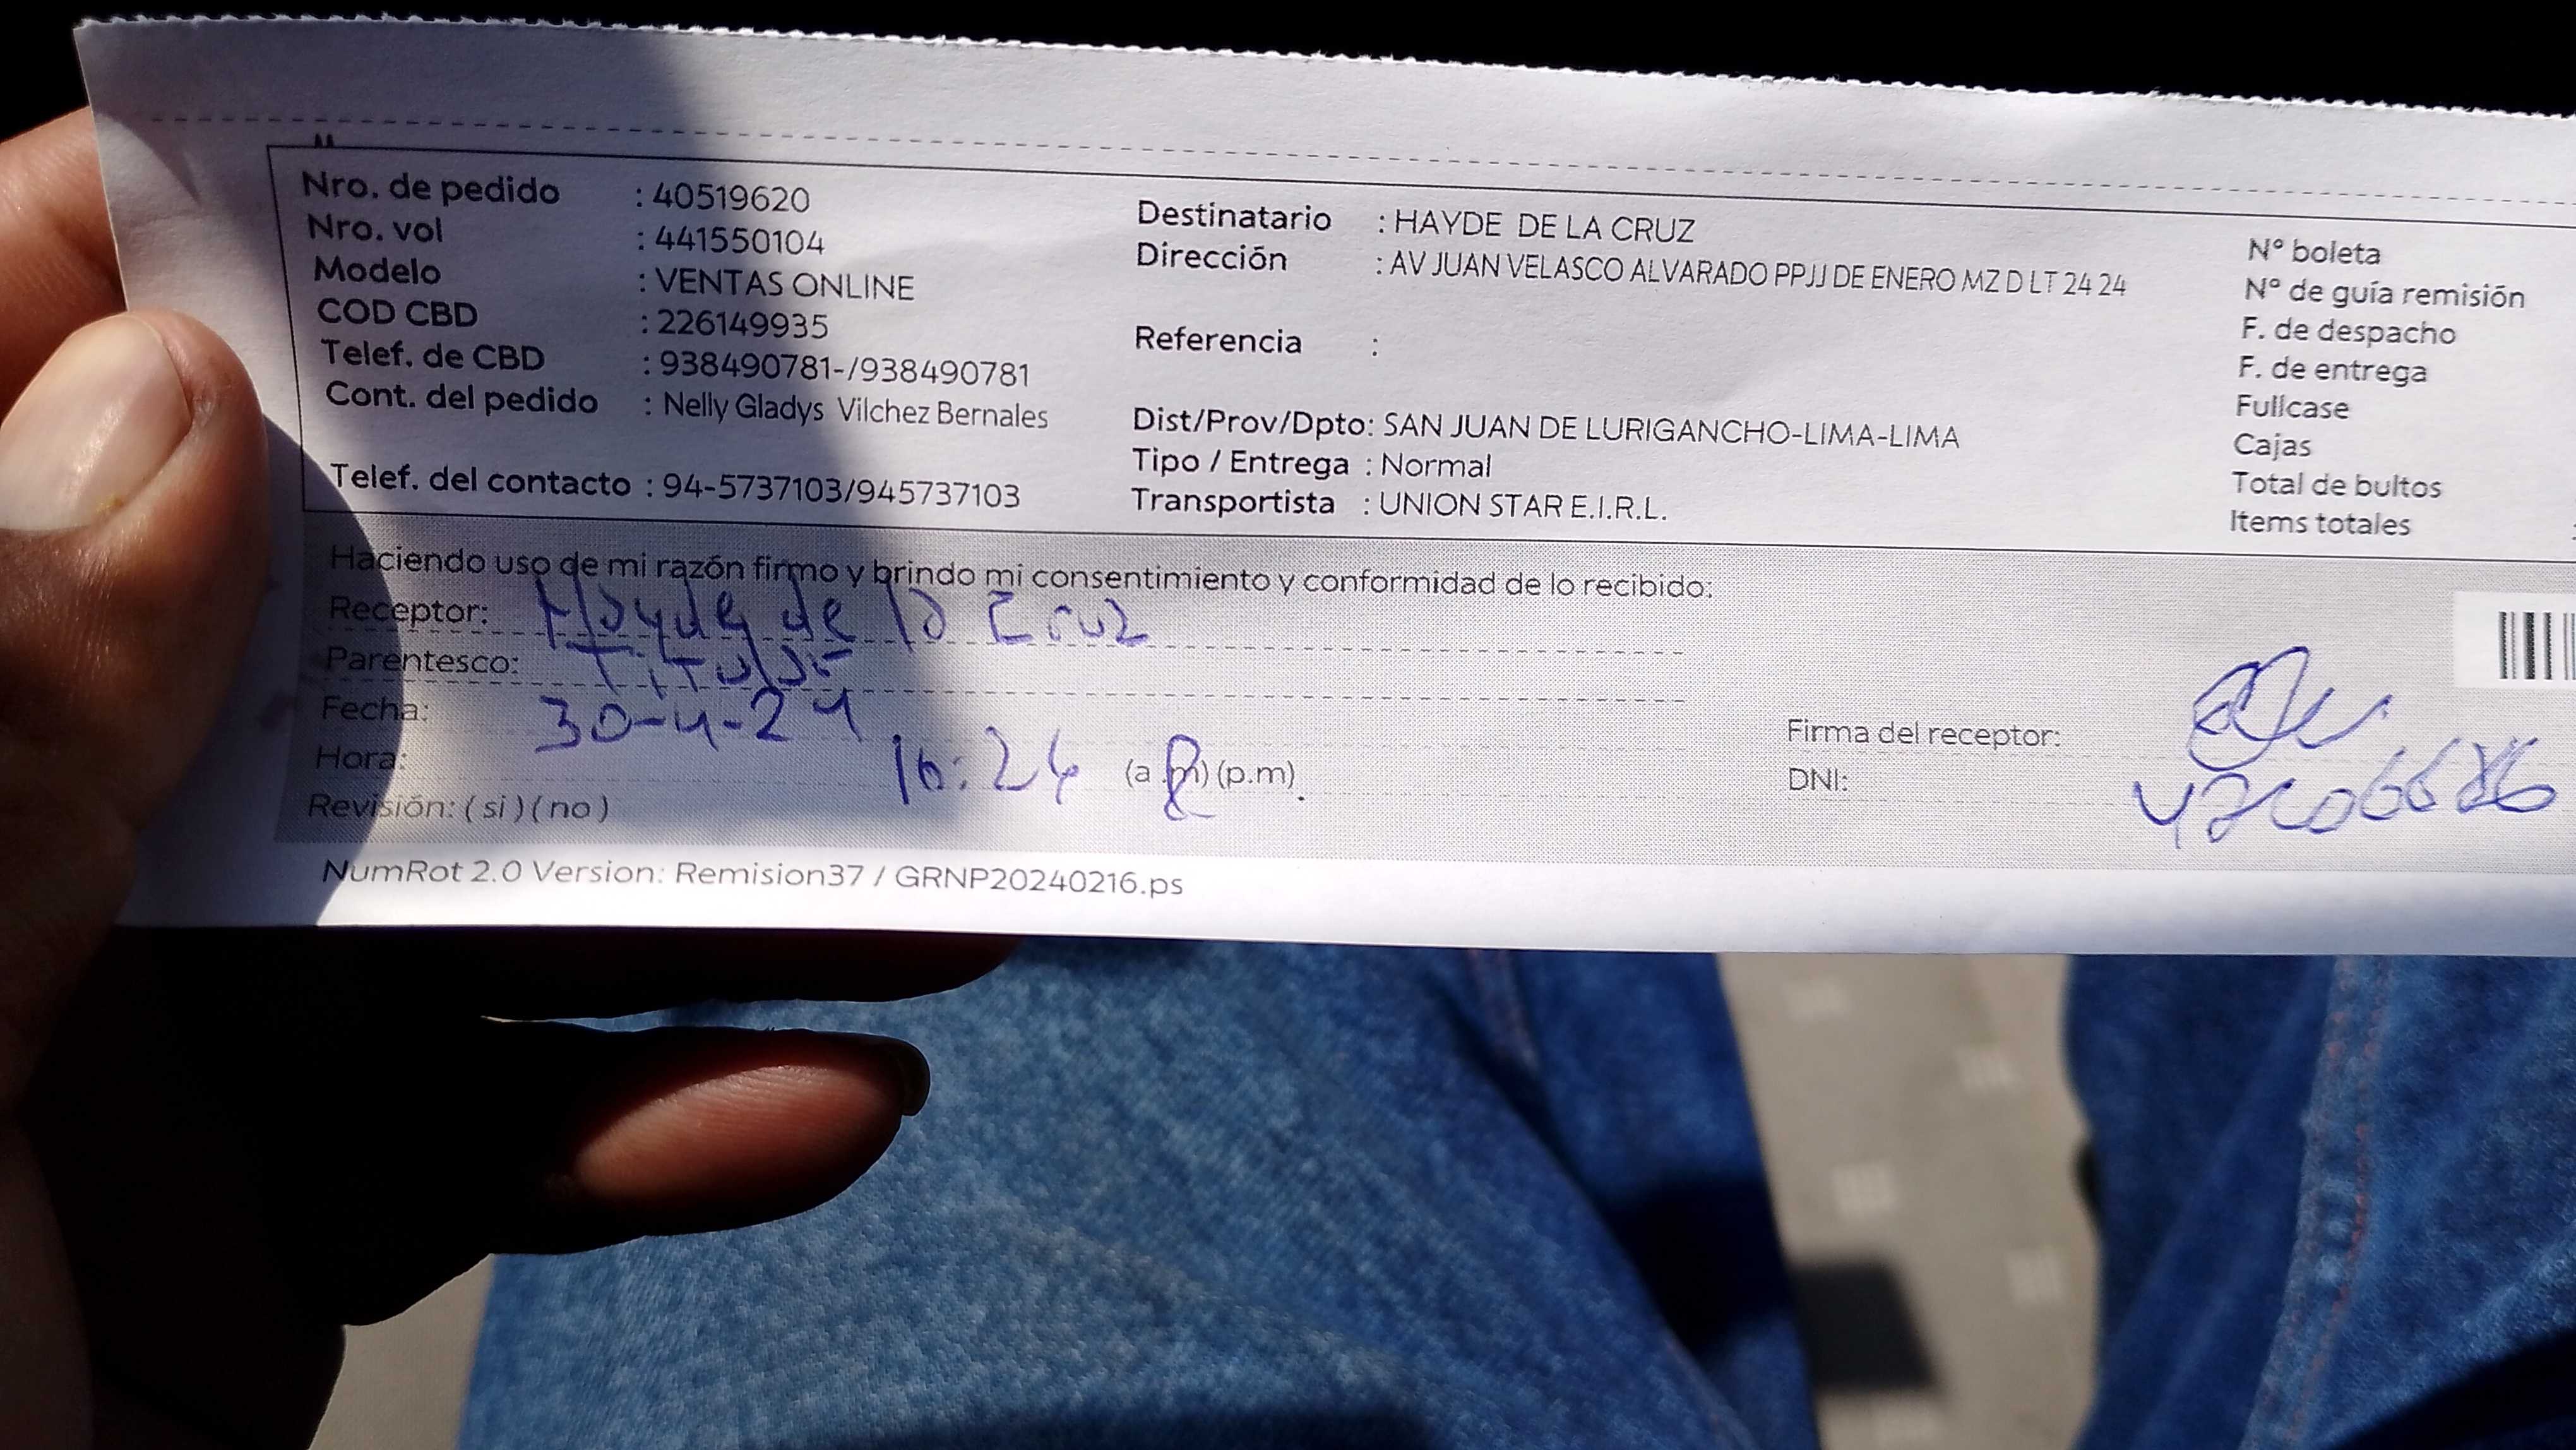 Nro. de pedido : 40519620
Nro. vol : 441550104
Modelo : VENTAS ONLINE
COD CBD : 226149935
Telef. de CBD : 938490781-/938490781
Cont. del pedido : Nelly Gladys Vilchez Bernales
Telef. del contacto : 94-5737103/945737103
Destinatario : HAYDE DE LA CRUZ
Dirección : AV JUAN VELASCO ALVARADO PPJJ DE ENERO MZ D LT 24 24
Referencia :
Dist/Prov/Dpto: SAN JUAN DE LURIGANCHO-LIMA-LIMA
Tipo / Entrega : Normal
Transportista : UNION STAR E.I.R.L.
N° boleta
N° de guía remisión
F. de despacho
F. de entrega
Fullcase
Cajas
Total de bultos
Items totales
Haciendo uso de mi razón firmo y brindo mi consentimiento y conformidad de lo recibido:
Receptor: Hayde de la Cruz
Parentesco: Titular
Fecha: 30-4-24
Hora: 16:24 (a.m) (p.m)
Revisión: ( si ) ( no )
Firma del receptor:
DNI:
NumRot 2.0 Version: Remision37 / GRNP20240216.ps